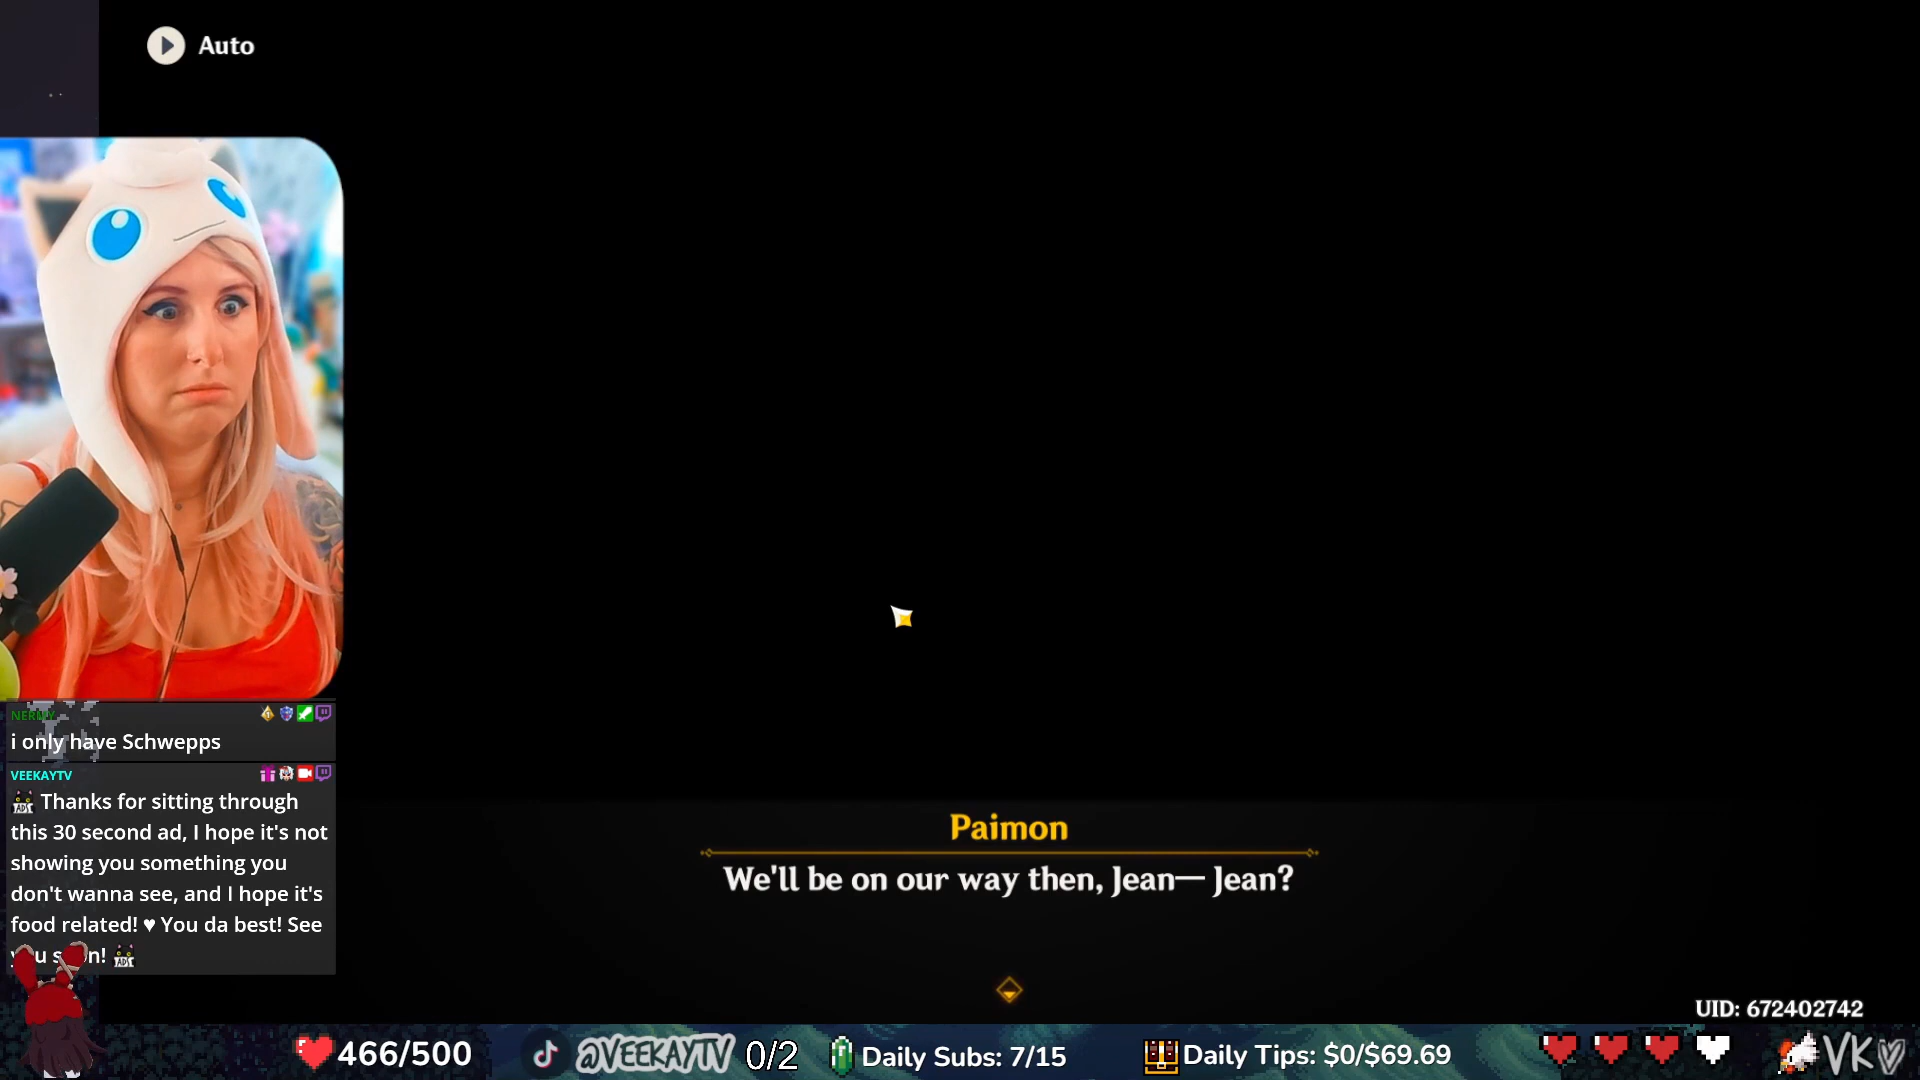 Auto
NERMY
i only have Schwepps
VEEKAYTV
Thanks for sitting through
this 30 second ad, I hope it's not
showing you something you
don't wanna see, and I hope it's
food related! ♥ You da best! See
Paimon
We'll be on our way then, Jean— Jean?
UID: 672402742
466/500
@VEEKAYTV 0/2
Daily Subs: 7/15
Daily Tips: $0/$69.69
VK